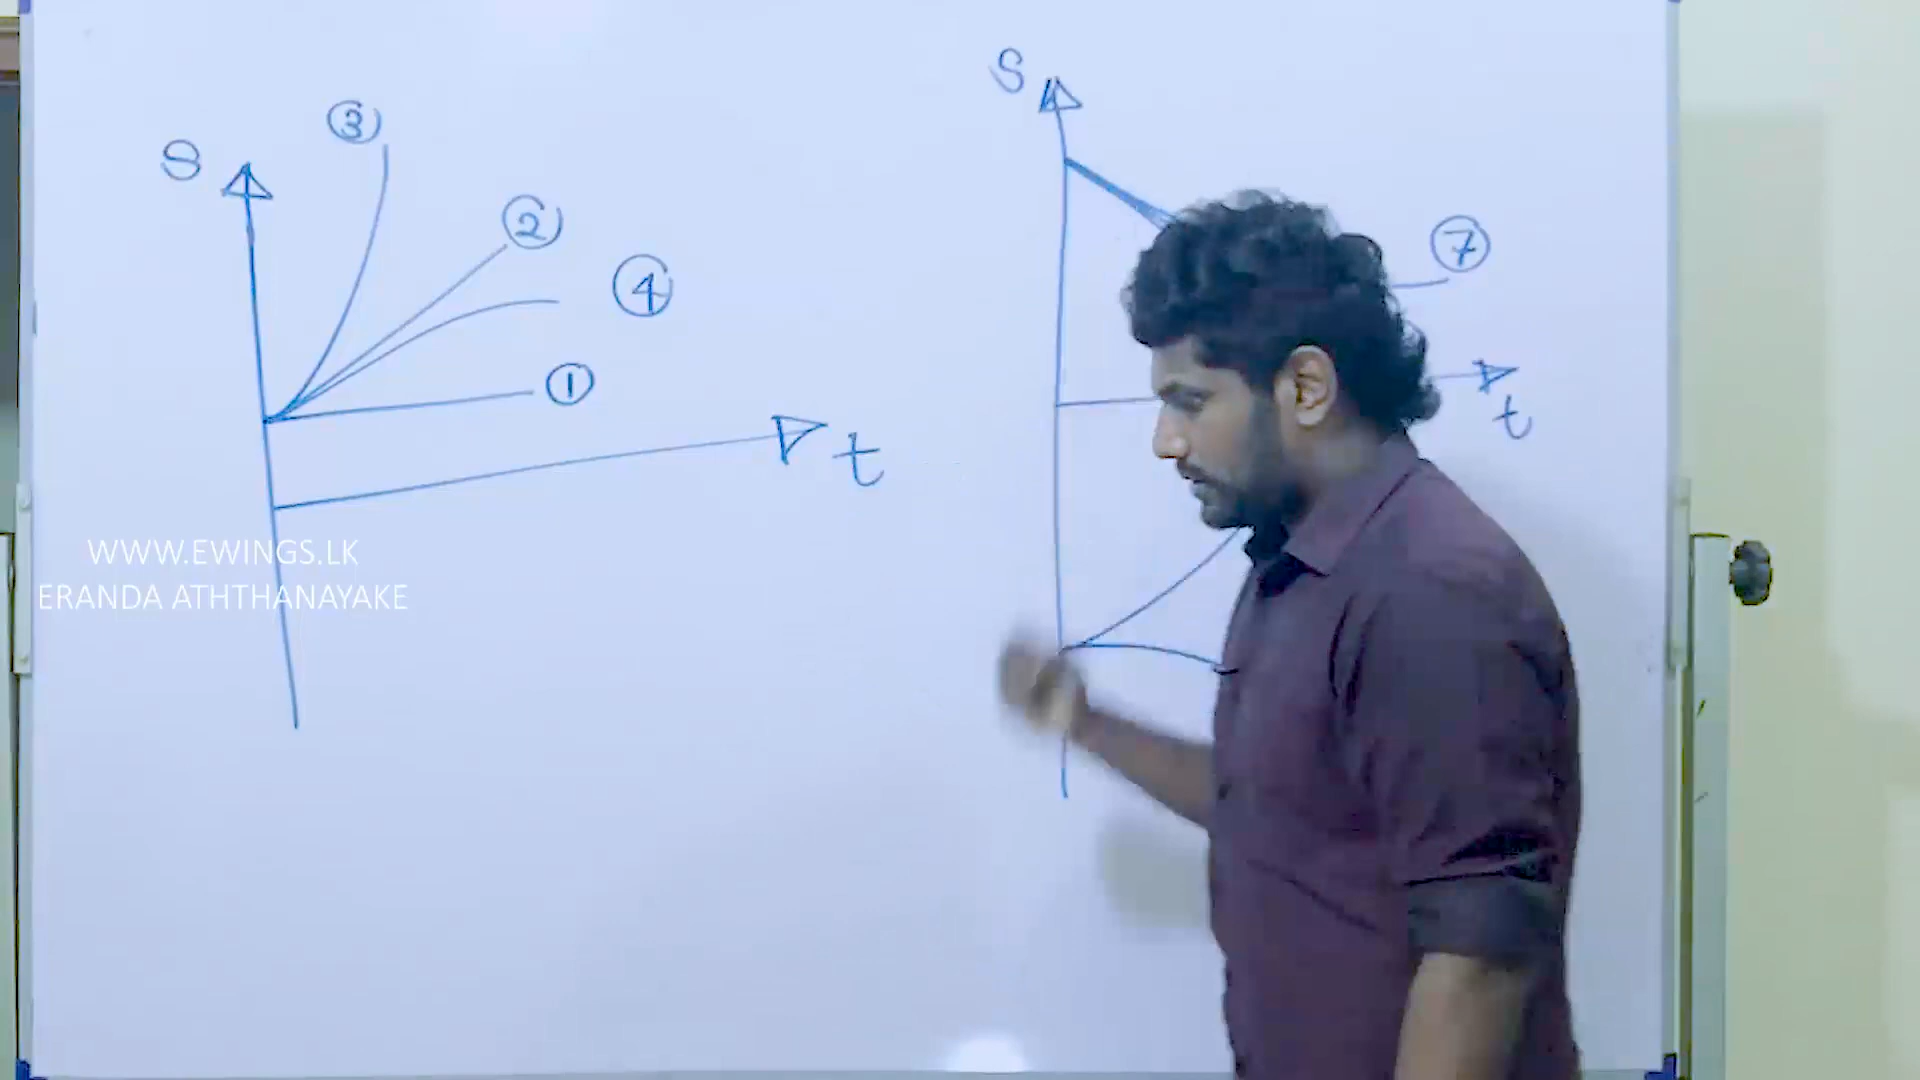 S
③
②
④
①
t
S
⑦
t
WWW.EWINGS.LK
ERANDA ATHTHANAYAKE